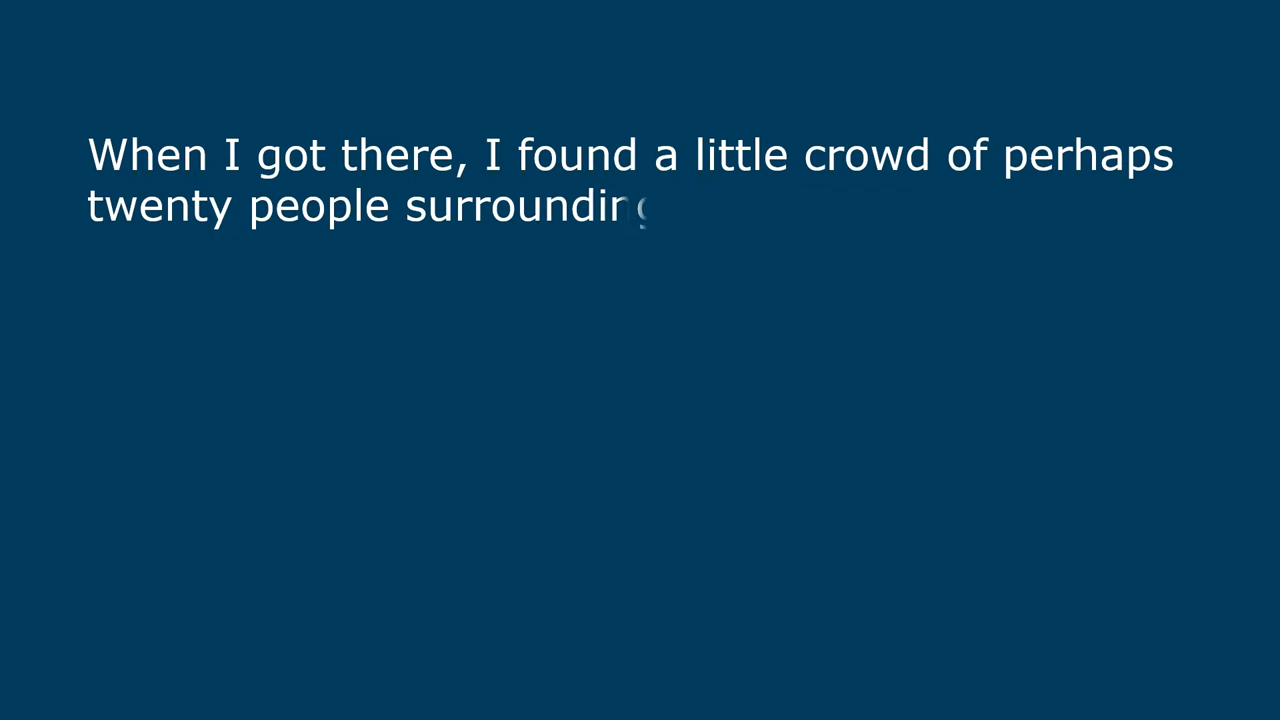 When I got there, I found a little crowd of perhaps
twenty people surrounding